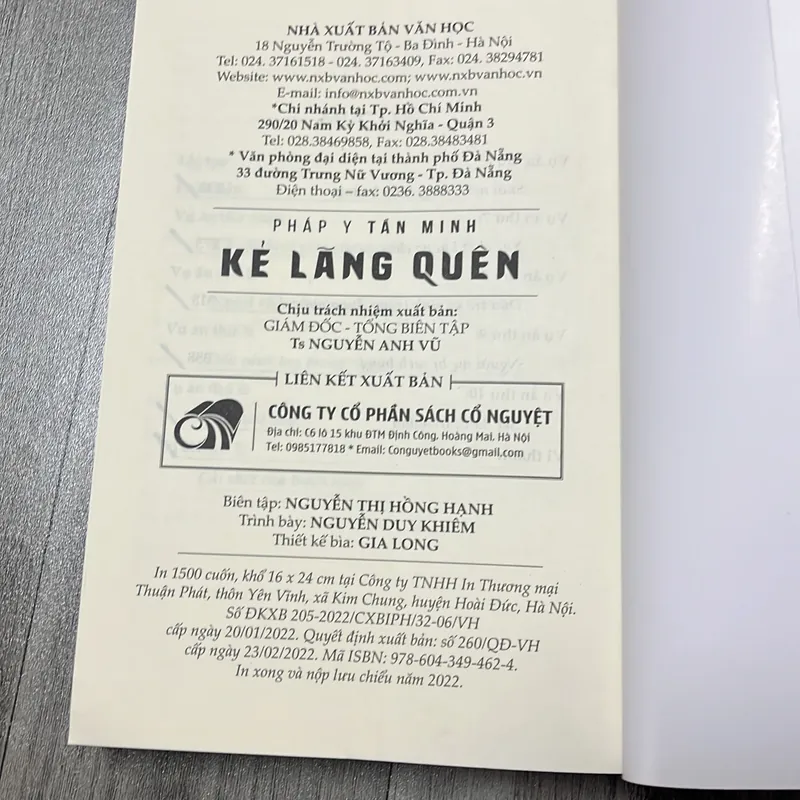 NHÀ XUẤT BẢN VĂN HỌC
18 Nguyễn Trường Tộ - Ba Đình - Hà Nội
Tel: 024. 37161518 - 024. 37163409, Fax: 024. 38294781
Website: www.nxbvanhoc.com; www.nxbvanhoc.vn
E-mail: info@nxbvanhoc.com.vn
*Chi nhánh tại Tp. Hồ Chí Minh
290/20 Nam Kỳ Khởi Nghĩa - Quận 3
Tel: 028.38469858, Fax: 028.38483481
* Văn phòng đại diện tại thành phố Đà Nẵng
33 đường Trưng Nữ Vương - Tp. Đà Nẵng
Điện thoại – fax: 0236. 3888333
PHÁP Y TẦN MINH
KẺ LÃNG QUÊN
Chịu trách nhiệm xuất bản:
GIÁM ĐỐC - TỔNG BIÊN TẬP
Ts NGUYỄN ANH VŨ
LIÊN KẾT XUẤT BẢN
CÔNG TY CỔ PHẦN SÁCH CỔ NGUYỆT
Địa chỉ: C6 lô 15 khu ĐTM Định Công, Hoàng Mai, Hà Nội
Tel: 0985177818 * Email: Conguyetbooks@gmail.com
Biên tập: NGUYỄN THỊ HỒNG HẠNH
Trình bày: NGUYỄN DUY KHIÊM
Thiết kế bìa: GIA LONG
In 1500 cuốn, khổ 16 x 24 cm tại Công ty TNHH In Thương mại
Thuận Phát, thôn Yên Vĩnh, xã Kim Chung, huyện Hoài Đức, Hà Nội.
Số ĐKXB 205-2022/CXBIPH/32-06/VH
cấp ngày 20/01/2022. Quyết định xuất bản: số 260/QĐ-VH
cấp ngày 23/02/2022. Mã ISBN: 978-604-349-462-4.
In xong và nộp lưu chiểu năm 2022.